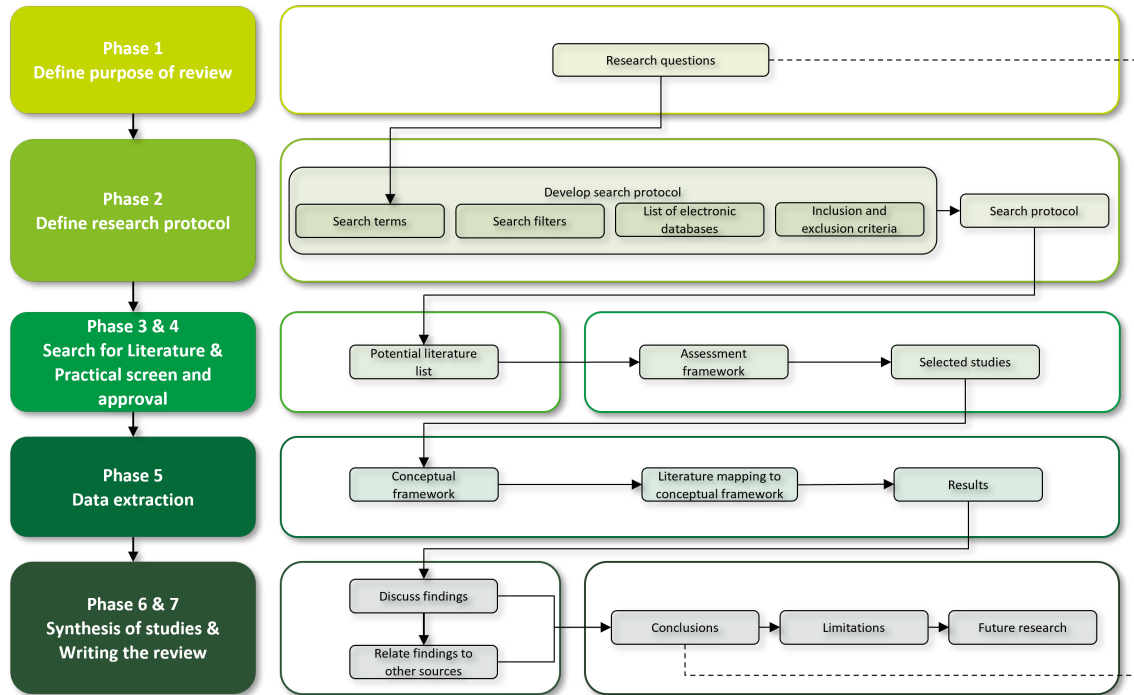 Phase 1
Define purpose of review
Research questions
Phase 2
Define research protocol
Develop search protocol
Search terms
Search filters
List of electronic
databases
Inclusion and
exclusion criteria
Search protocol
Phase 3 & 4
Search for Literature &
Practical screen and
approval
Potential literature
list
Assessment
framework
Selected studies
Phase 5
Data extraction
Conceptual
framework
Literature mapping to
conceptual framework
Results
Phase 6 & 7
Synthesis of studies &
Writing the review
Discuss findings
Relate findings to
other sources
Conclusions
Limitations
Future research